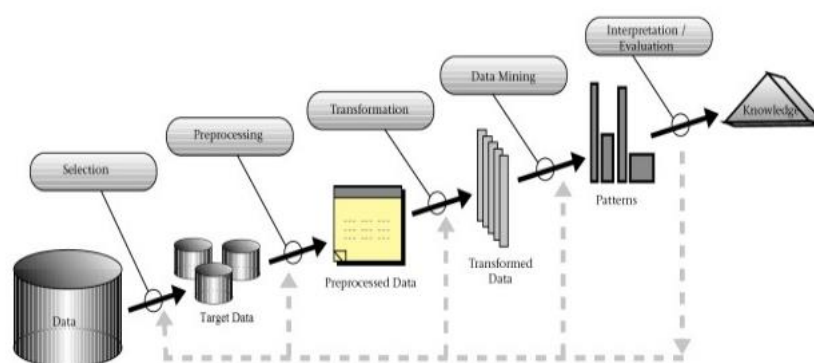 Interpretation /
Evaluation
Data Mining
Transformation
Preprocessing
Selection
Knowledge
Patterns
Transformed
Data
Preprocessed Data
Target Data
Data